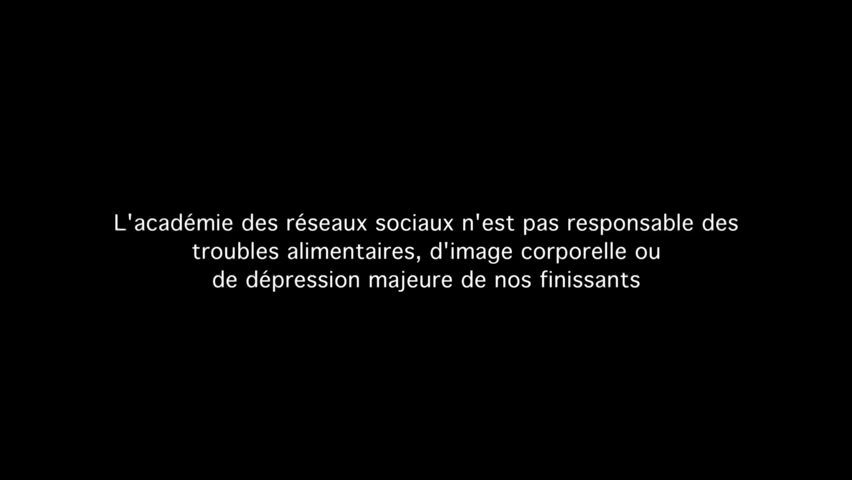 L'académie des réseaux sociaux n'est pas responsable des
troubles alimentaires, d'image corporelle ou
de dépression majeure de nos finissants